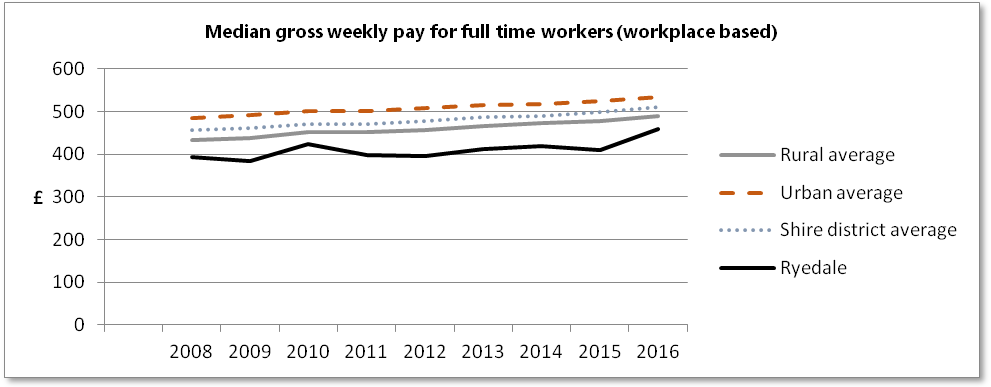 Median gross weekly pay for full time workers (workplace based)
600
500
400
300
200
100
0
£
2008 2009 2010 2011 2012 2013 2014 2015 2016
Rural average
Urban average
Shire district average
Ryedale